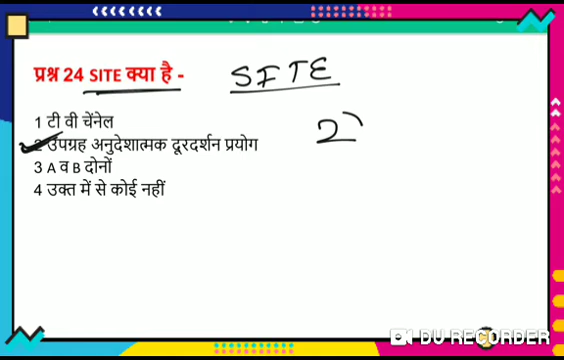 प्रश्न 24 SITE क्या है - SITE
1 टी वी चेंनेल
2 उपग्रह अनुदेशात्मक दूरदर्शन प्रयोग 2
3 A व B दोनों
4 उक्त में से कोई नहीं
DU RECORDER